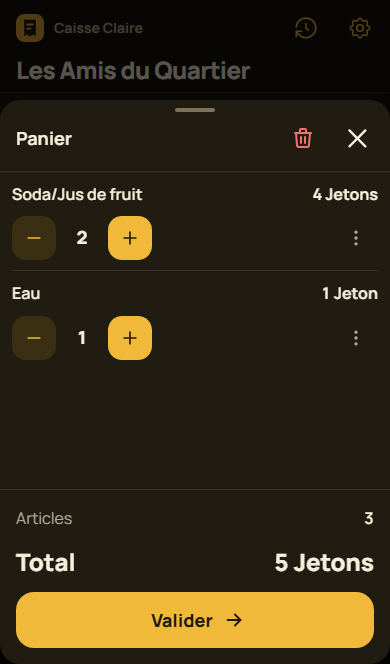 Caisse Claire
Les Amis du Quartier
Panier
Soda/Jus de fruit 4 Jetons
2
Eau 1 Jeton
1
Articles 3
Total 5 Jetons
Valider →